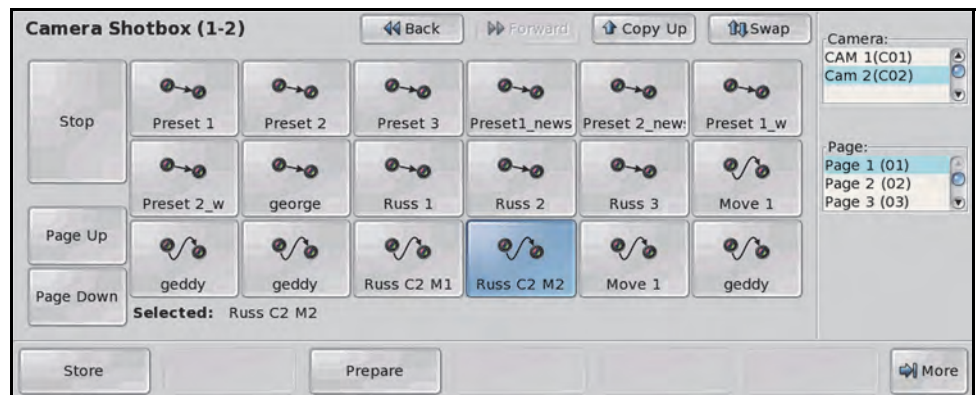 Camera Shotbox (1-2)
Back
Forward
Copy Up
Swap
Camera:
CAM 1(C01)
Cam 2(C02)
Stop
Preset 1
Preset 2
Preset 3
Preset1_news
Preset 2_new
Preset 1_w
Page:
Page 1 (01)
Page 2 (02)
Page 3 (03)
Preset 2_w
george
Russ 1
Russ 2
Russ 3
Move 1
Page Up
Page Down
geddy
geddy
Russ C2 M1
Russ C2 M2
Move 1
geddy
Selected: Russ C2 M2
Store
Prepare
More